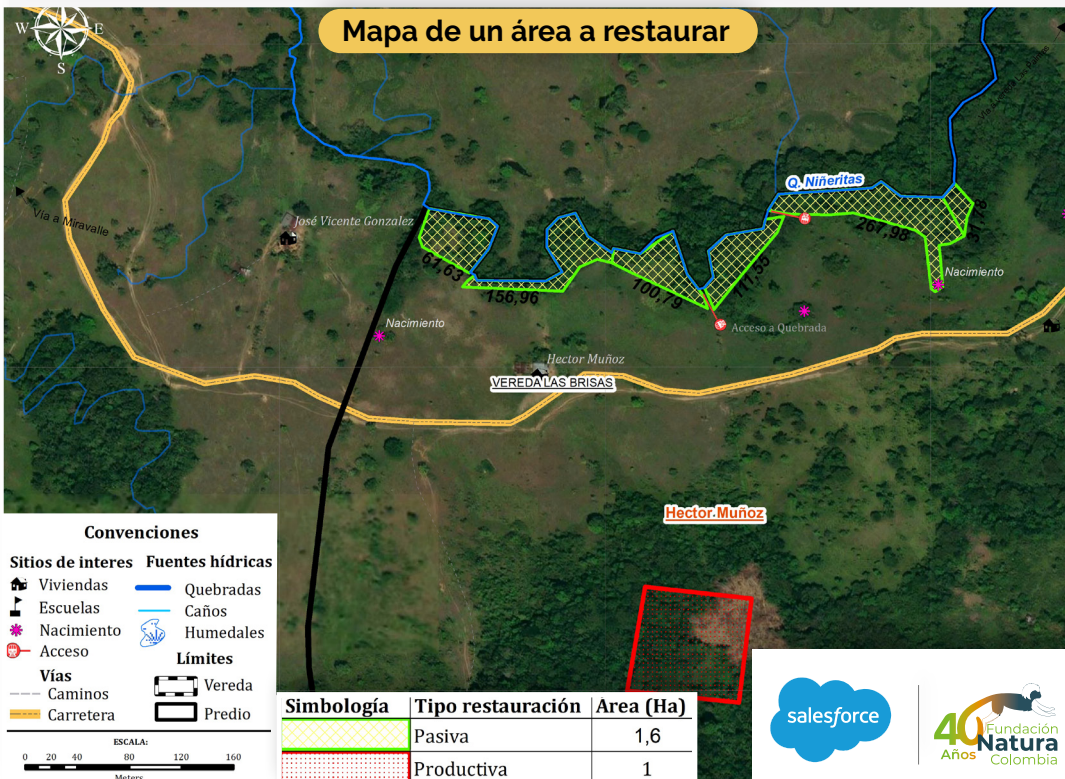 Mapa de un área a restaurar
W E
S
Q. Niñeritas
Vía a Miravalle
José Vicente Gonzalez
267,98
64,63
156,96
100,79
Nacimiento
Nacimiento
Acceso a Quebrada
Hector Muñoz
VEREDA LAS BRISAS
Hector Muñoz
Convenciones
Sitios de interes Fuentes hídricas
Viviendas Quebradas
Escuelas Caños
Nacimiento Humedales
Acceso Límites
Vías Vereda
Caminos
Carretera Predio
ESCALA:
0 20 40 80 120 160
Meters
Simbología Tipo restauración Area (Ha)
Pasiva 1,6
Productiva 1
salesforce
40 Años Fundación
Natura
Colombia